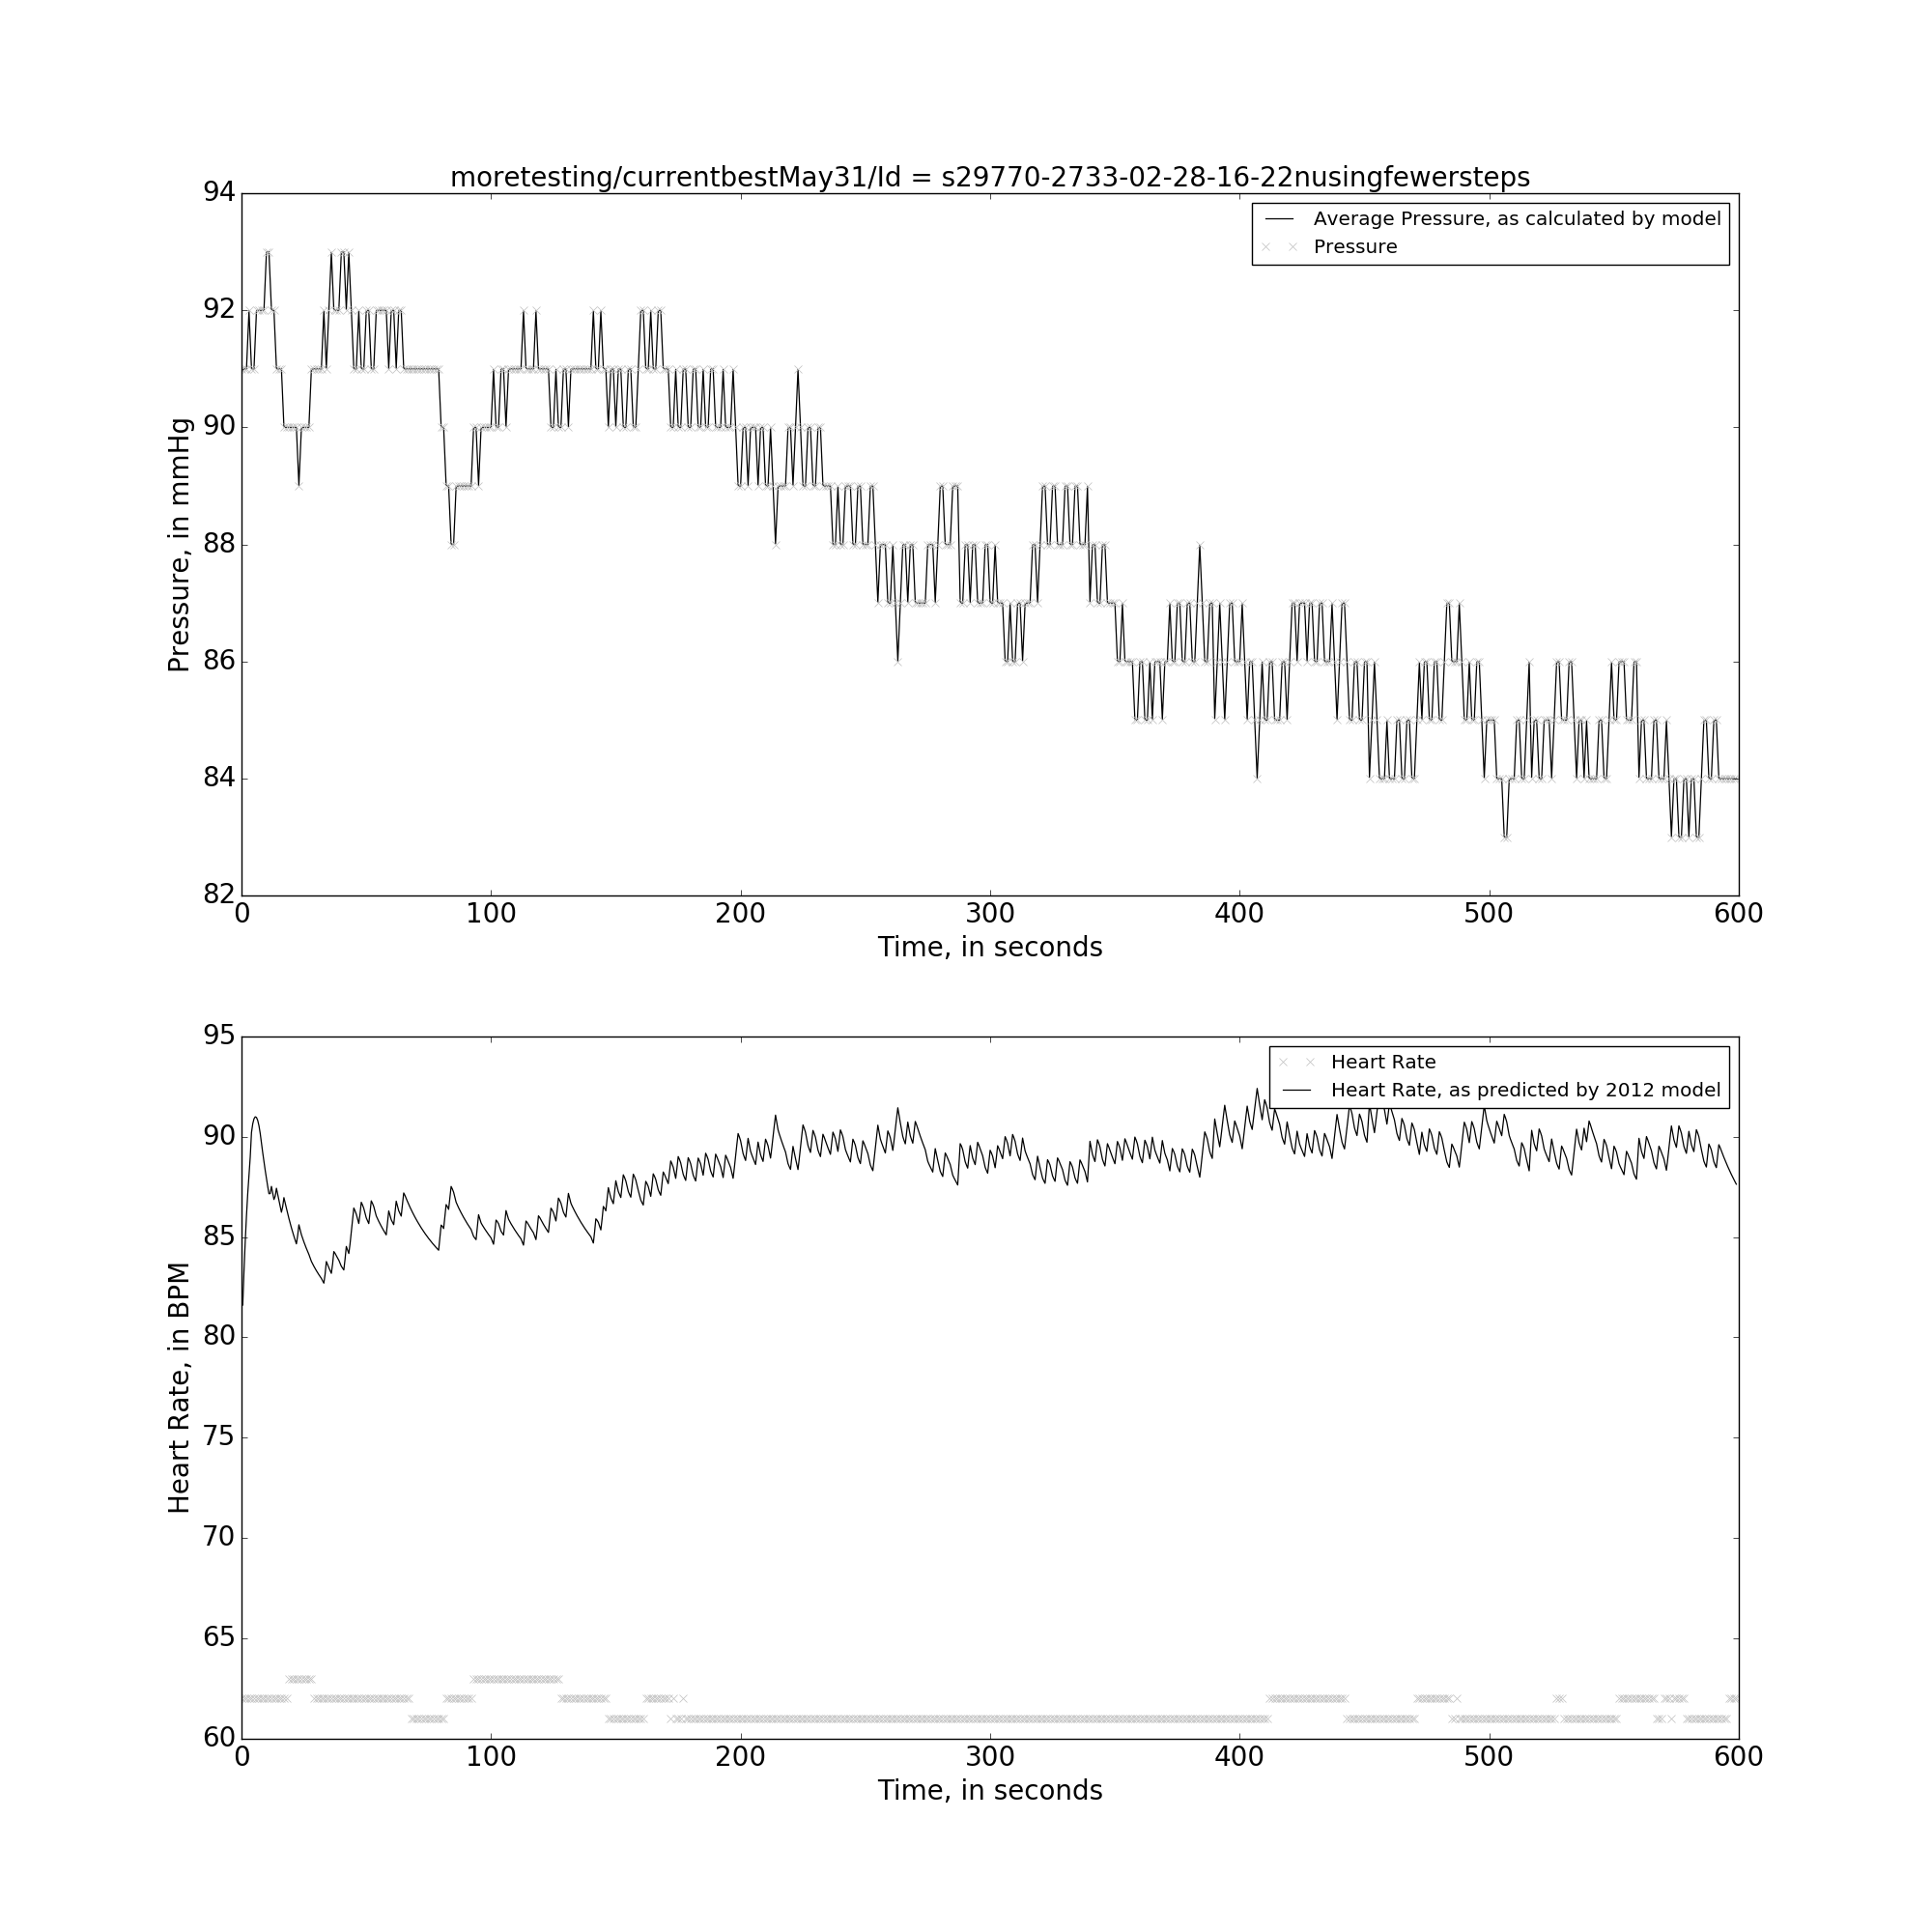 moretesting/currentbestMay31/Id = s29770-2733-02-28-16-22nusingfewersteps
94
92
90
88
86
84
82
Pressure, in mmHg
Average Pressure, as calculated by model
Pressure
0 100 200 300 400 500 600
Time, in seconds
95
90
85
80
75
70
65
60
Heart Rate, in BPM
Heart Rate
Heart Rate, as predicted by 2012 model
0 100 200 300 400 500 600
Time, in seconds